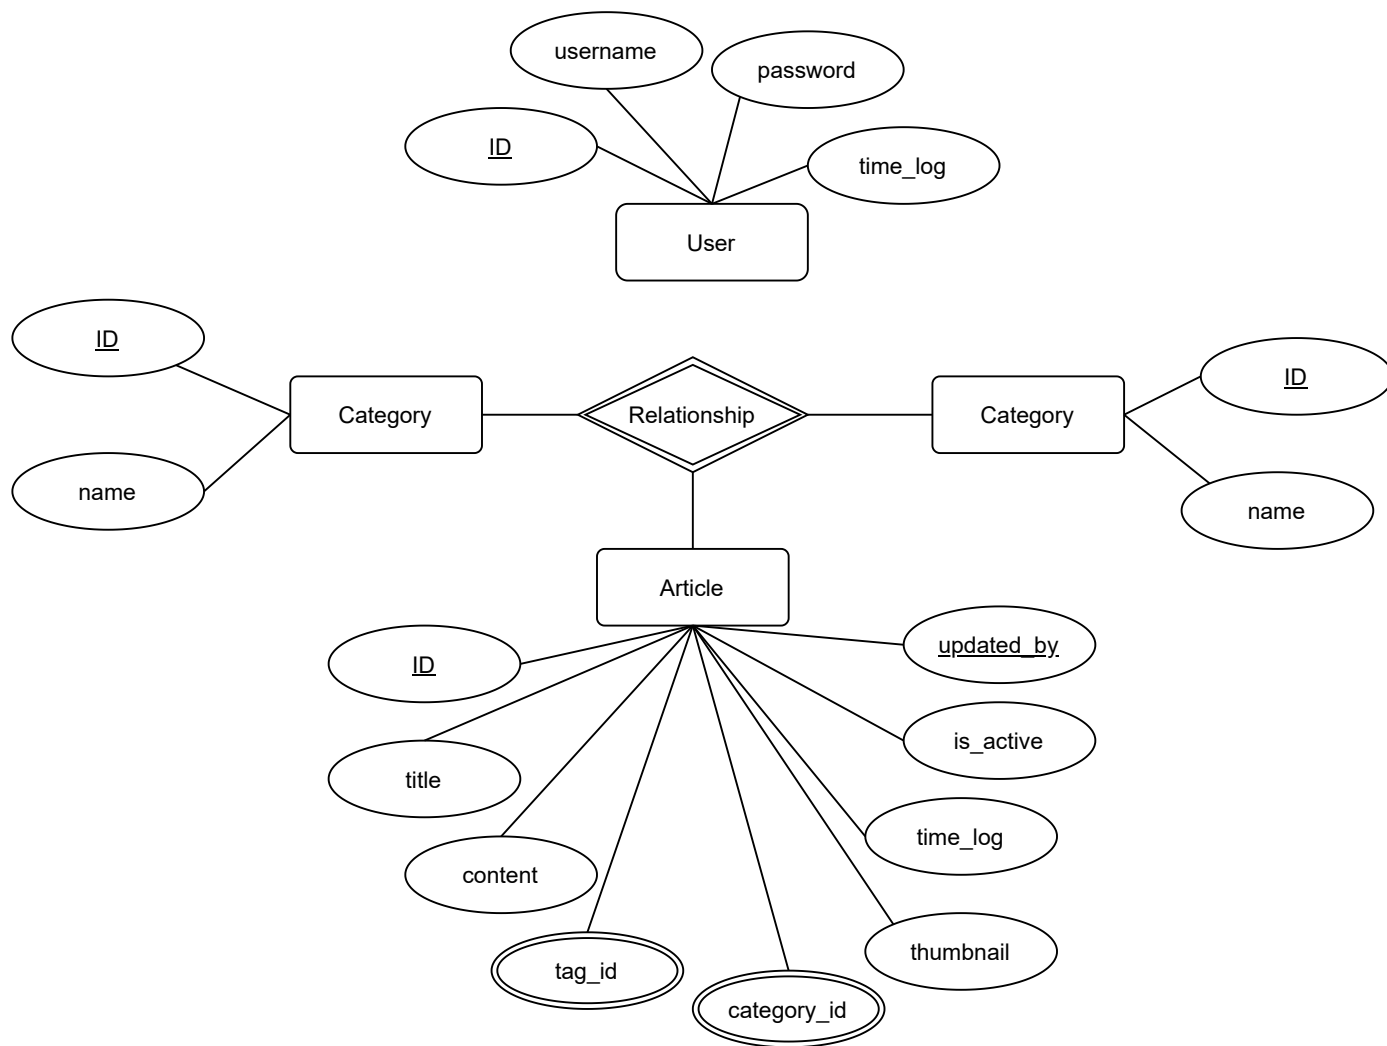 username
password
ID
time_log
User
ID
ID
Category
Relationship
Category
name
name
Article
updated_by
ID
is_active
title
time_log
content
thumbnail
tag_id
category_id